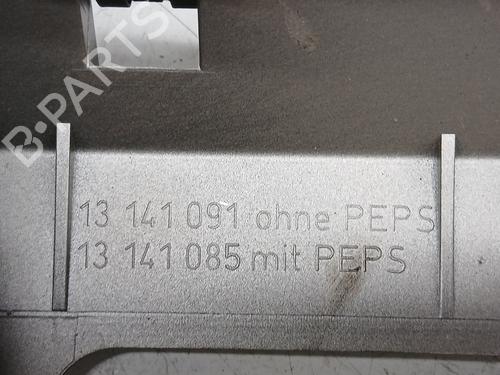 B-PARTS
13 141 091 ohne PEPS
13 141 085 mit PEPS